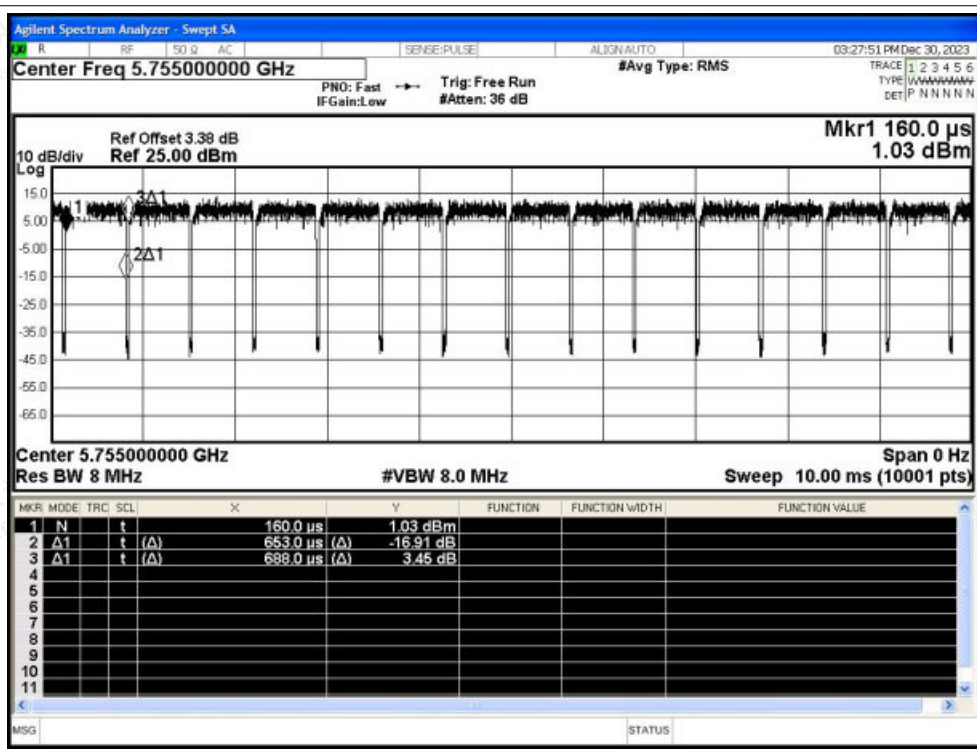 Agilent Spectrum Analyzer - Swept SA
R RF 50 Ω AC SENSE:PULSE ALIGN AUTO 03:27:51 PM Dec 30, 2023
Center Freq 5.755000000 GHz
#Avg Type: RMS
TRACE 1 2 3 4 5 6
PNO: Fast Trig: Free Run
TYPE
IFGain:Low #Atten: 36 dB
DET P N N N N N
Mkr1 160.0 µs
1.03 dBm
Ref Offset 3.38 dB
10 dB/div Ref 25.00 dBm
Log
15.0
5.00
-5.00
-15.0
-25.0
-35.0
-45.0
-55.0
-65.0
1
3Δ1
2Δ1
Center 5.755000000 GHz Span 0 Hz
Res BW 8 MHz #VBW 8.0 MHz Sweep 10.00 ms (10001 pts)
MKR MODE TRC SCL X Y FUNCTION FUNCTION WIDTH FUNCTION VALUE
1 N t 160.0 µs 1.03 dBm
2 Δ1 t (Δ) 653.0 µs (Δ) -16.91 dB
3 Δ1 t (Δ) 688.0 µs (Δ) 3.45 dB
4
5
6
7
8
9
10
11
MSG STATUS